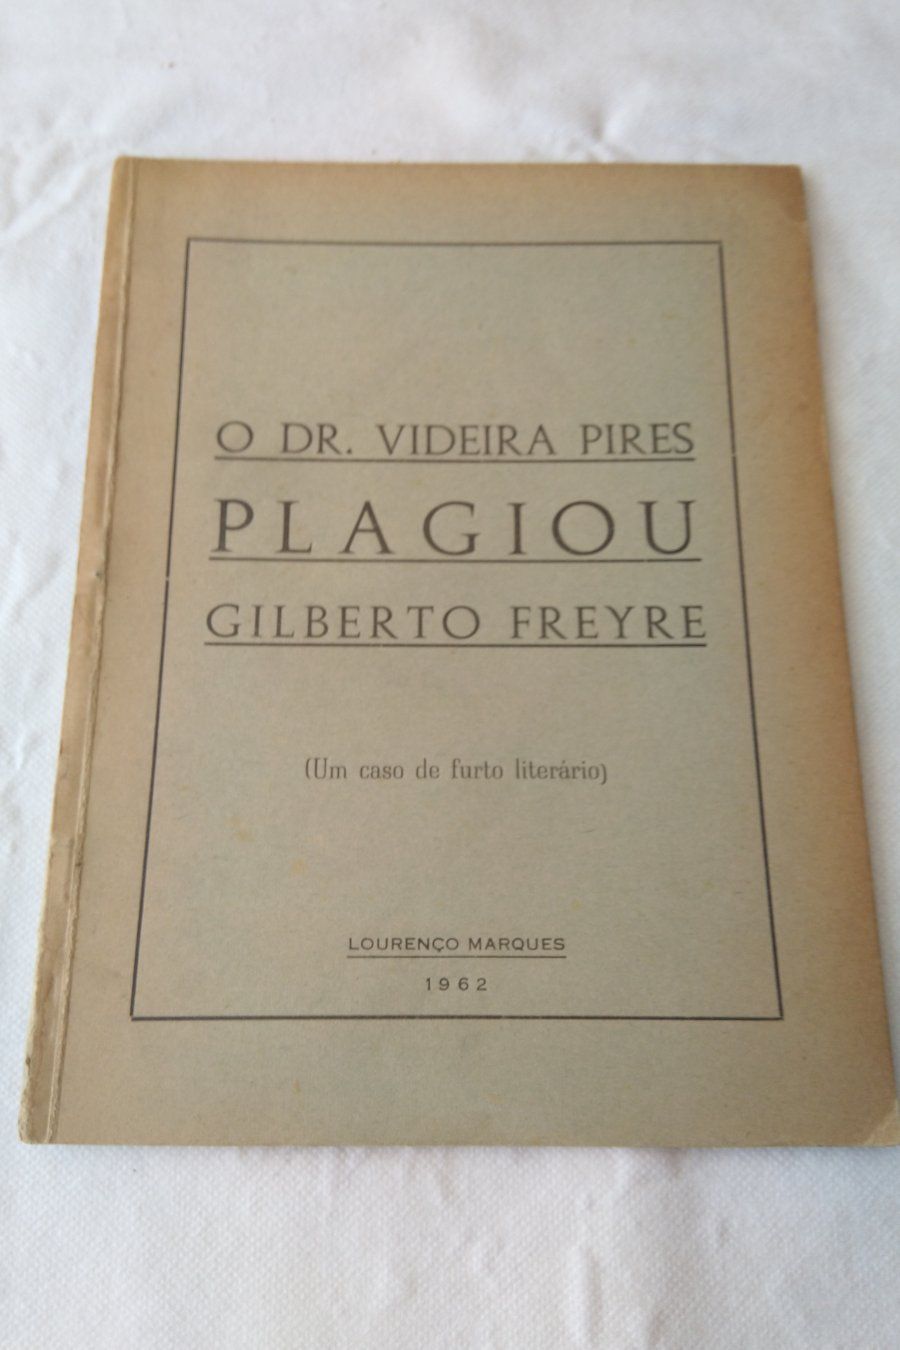 O DR. VIDEIRA PIRES
PLAGIOU
GILBERTO FREYRE
(Um caso de furto literário)
LOURENÇO MARQUES
1962